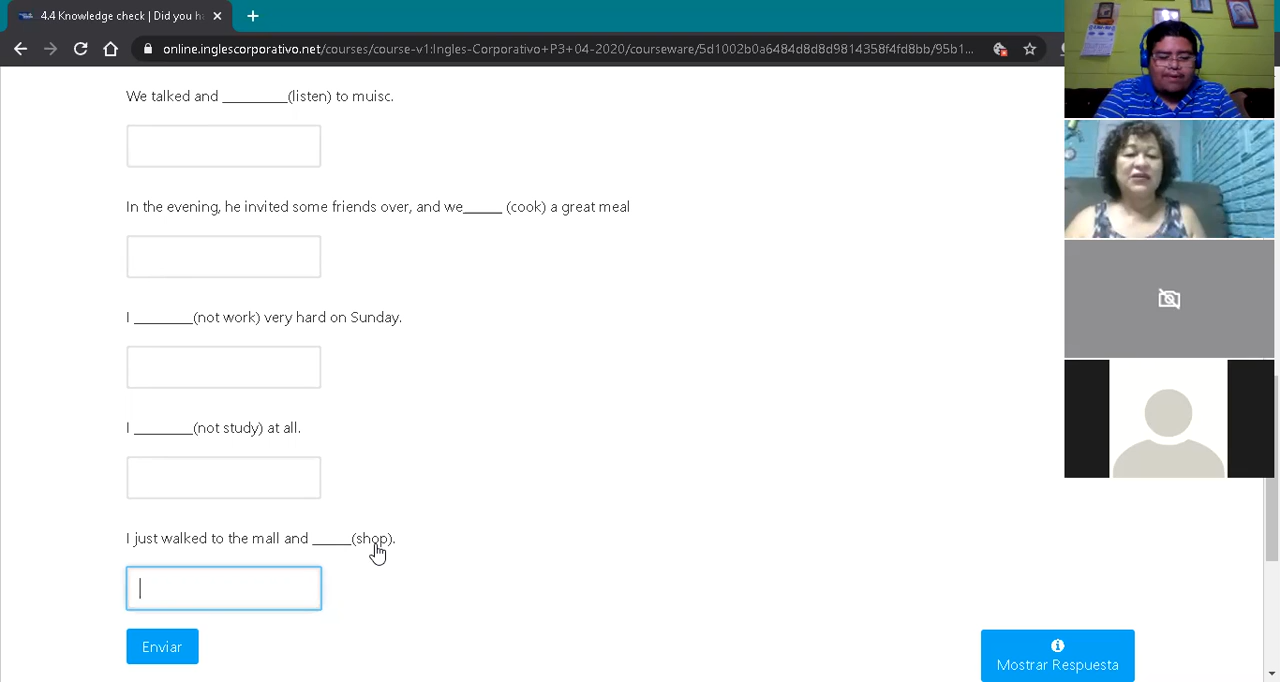 4.4 Knowledge check | Did you ha
online.inglescorporativo.net/courses/course-v1:Ingles-Corporativo+P3+04-2020/courseware/5d1002b0a6484d8d8d9814358f4fd8bb/95b1...
We talked and _________(listen) to muisc.
In the evening, he invited some friends over, and we_____ (cook) a great meal
I ________(not work) very hard on Sunday.
I ________(not study) at all.
I just walked to the mall and _____(shop).
Enviar
Mostrar Respuesta